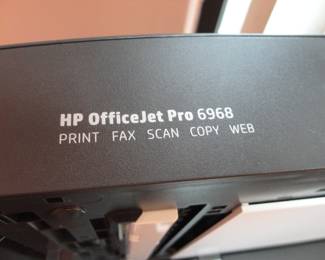 HP OfficeJet Pro 6968
PRINT FAX SCAN COPY WEB